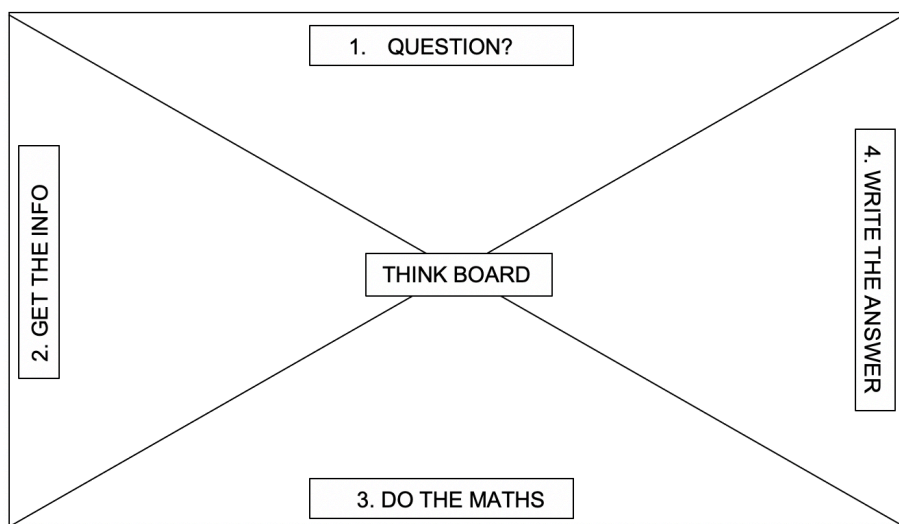 1. QUESTION?
2. GET THE INFO
THINK BOARD
4. WRITE THE ANSWER
3. DO THE MATHS